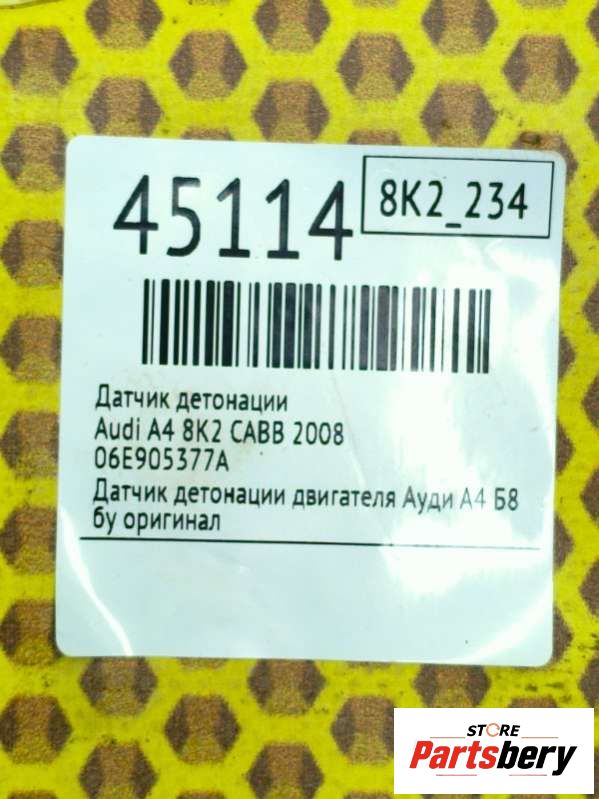 45114
8K2_234
Датчик детонации
Audi A4 8K2 CABB 2008
06E905377A
Датчик детонации двигателя Ауди А4 Б8
бу оригинал
STORE
Partsbery